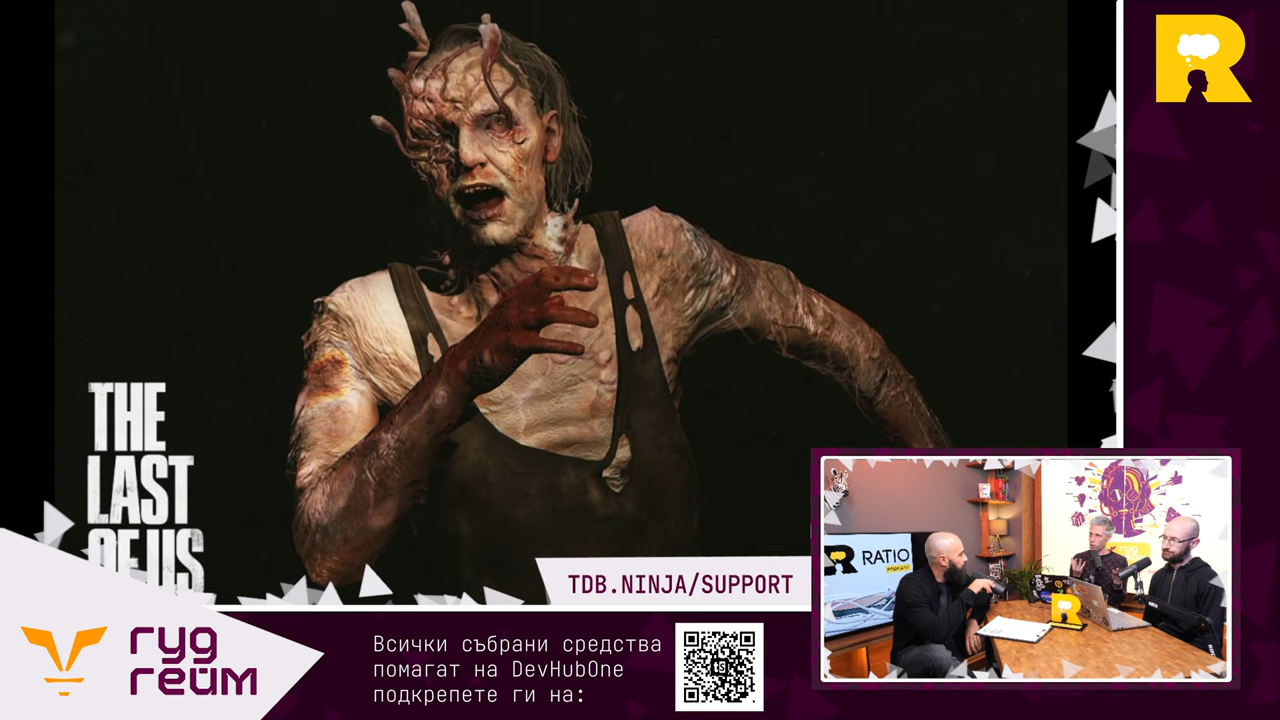 THE
LAST
OF US
TDB.NINJA/SUPPORT
RATIO
PODCAST
гуд
гейм
Всички събрани средства
помагат на DevHubOne
подкрепете ги на:
R